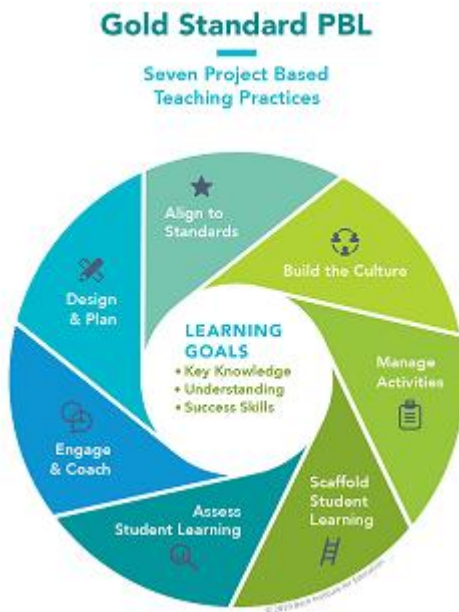 Gold Standard PBL
Seven Project Based
Teaching Practices
Align to
Standards
Build the Culture
Manage
Activities
Scaffold
Student
Learning
Assess
Student Learning
Engage
& Coach
Design
& Plan
LEARNING
GOALS
• Key Knowledge
• Understanding
• Success Skills